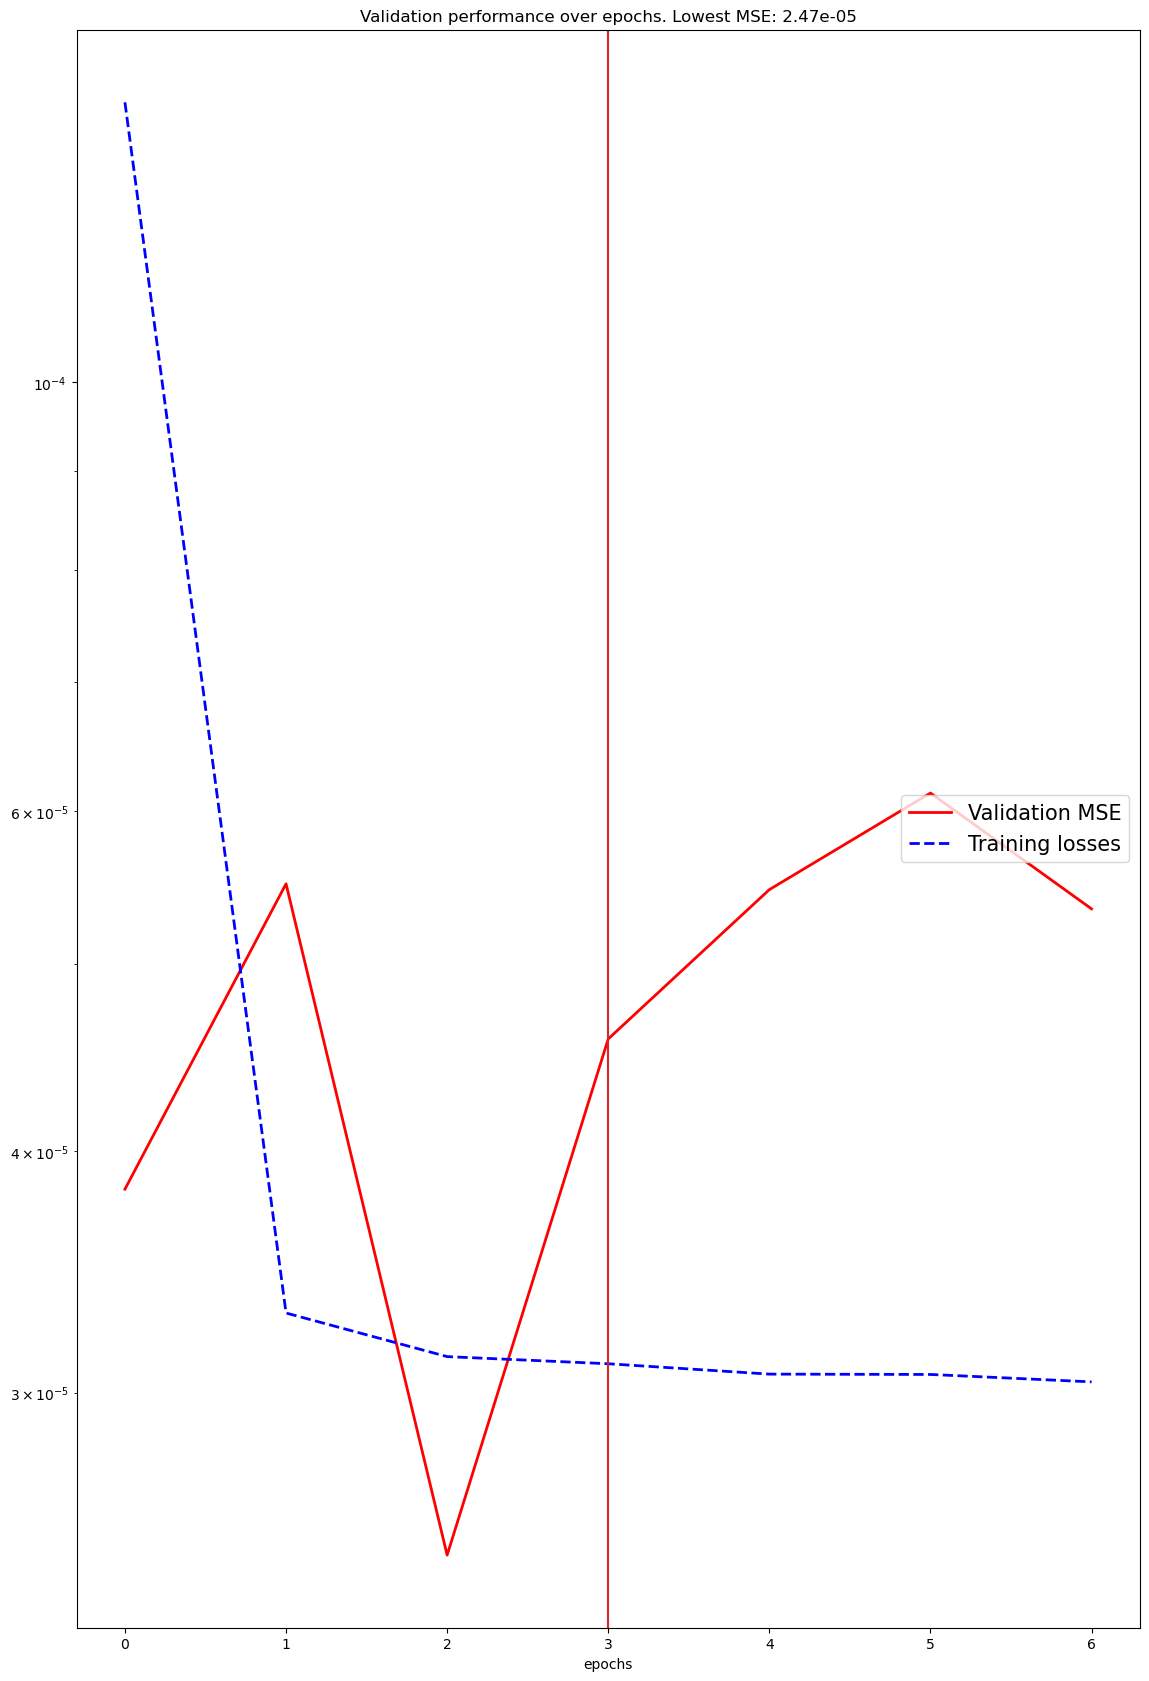 Validation performance over epochs. Lowest MSE: 2.47e-05
10⁻⁴
6 × 10⁻⁵
4 × 10⁻⁵
3 × 10⁻⁵
Validation MSE
Training losses
0 1 2 3 4 5 6
epochs